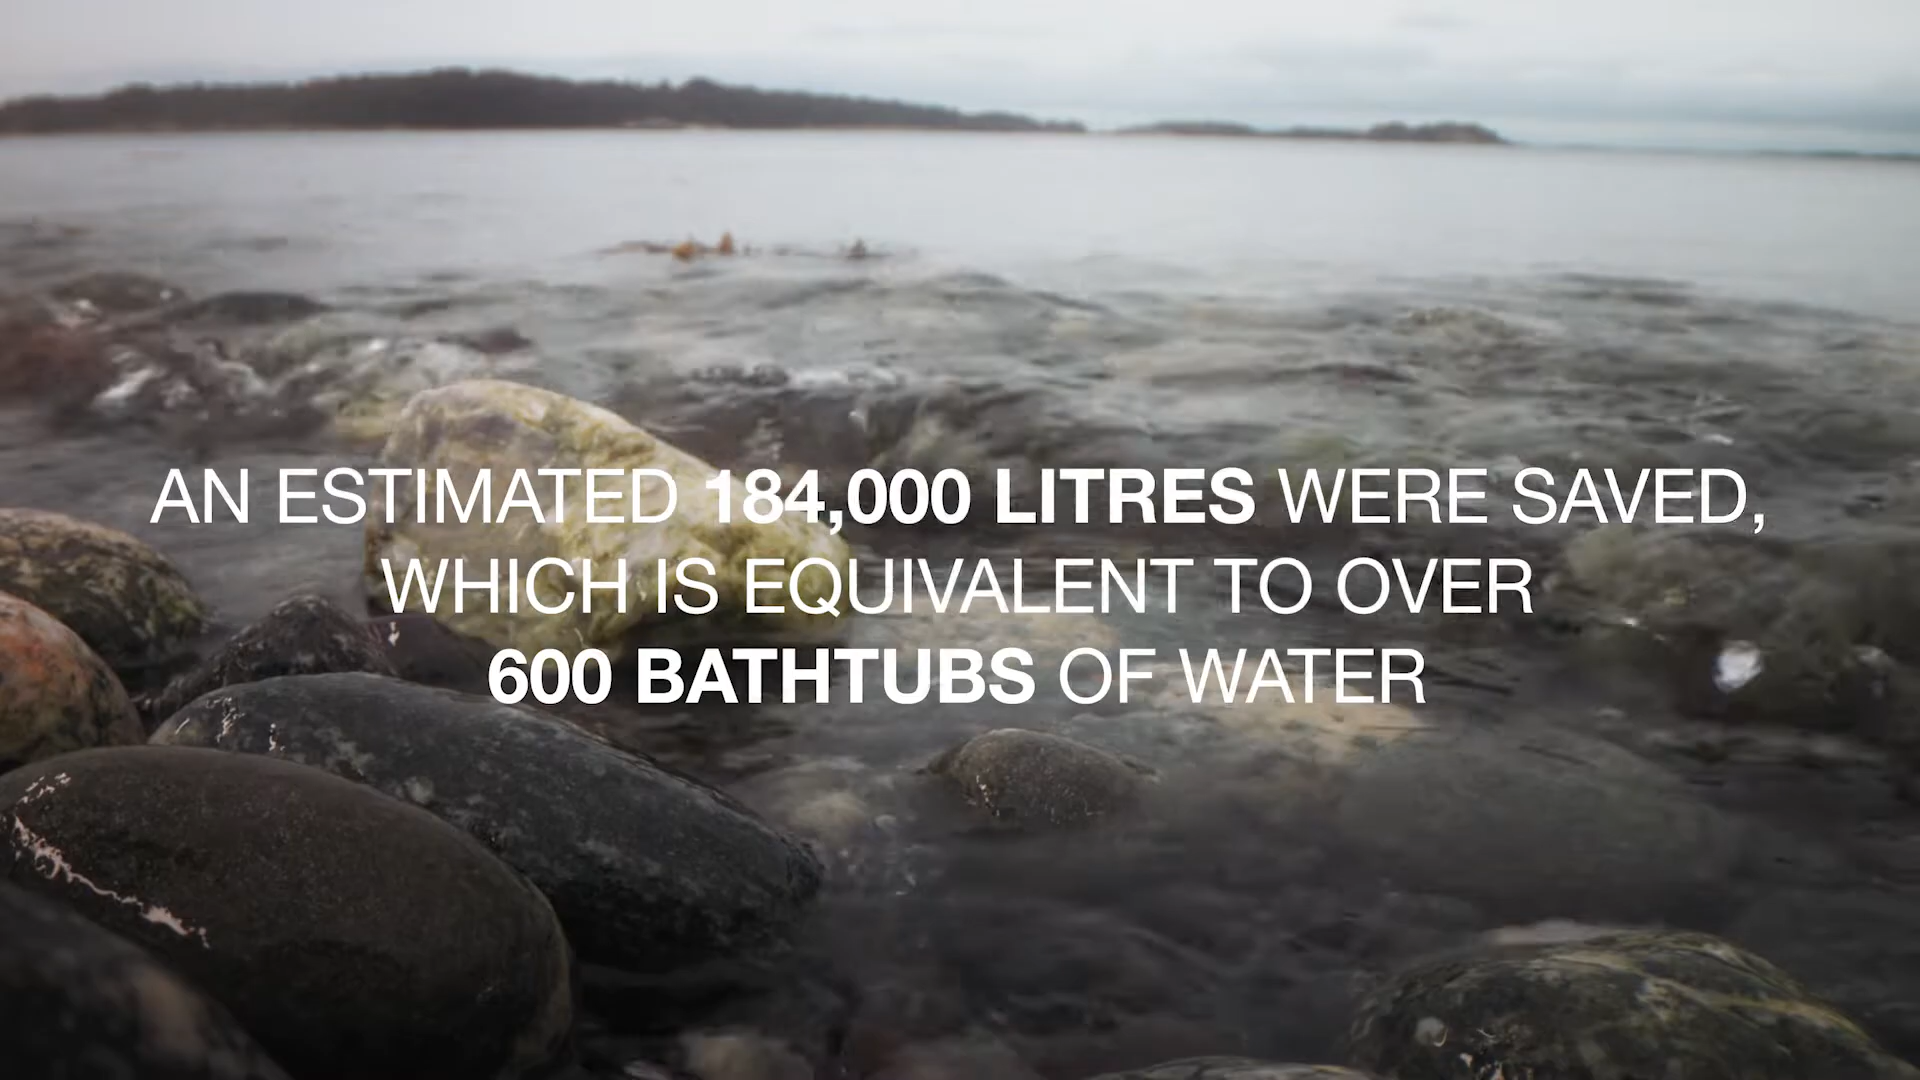 AN ESTIMATED 184,000 LITRES WERE SAVED,
WHICH IS EQUIVALENT TO OVER
600 BATHTUBS OF WATER